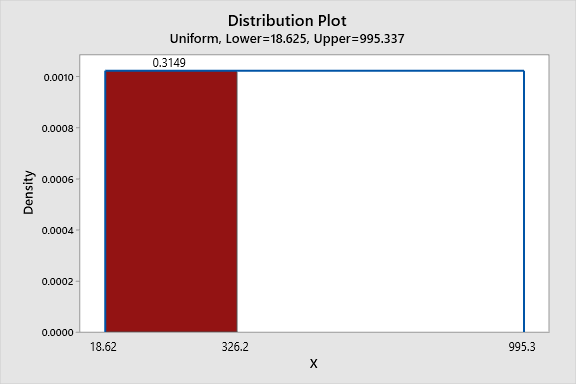 Distribution Plot
Uniform, Lower=18.625, Upper=995.337
0.3149
0.0010
0.0008
0.0006
0.0004
0.0002
0.0000
Density
18.62 326.2 995.3
X